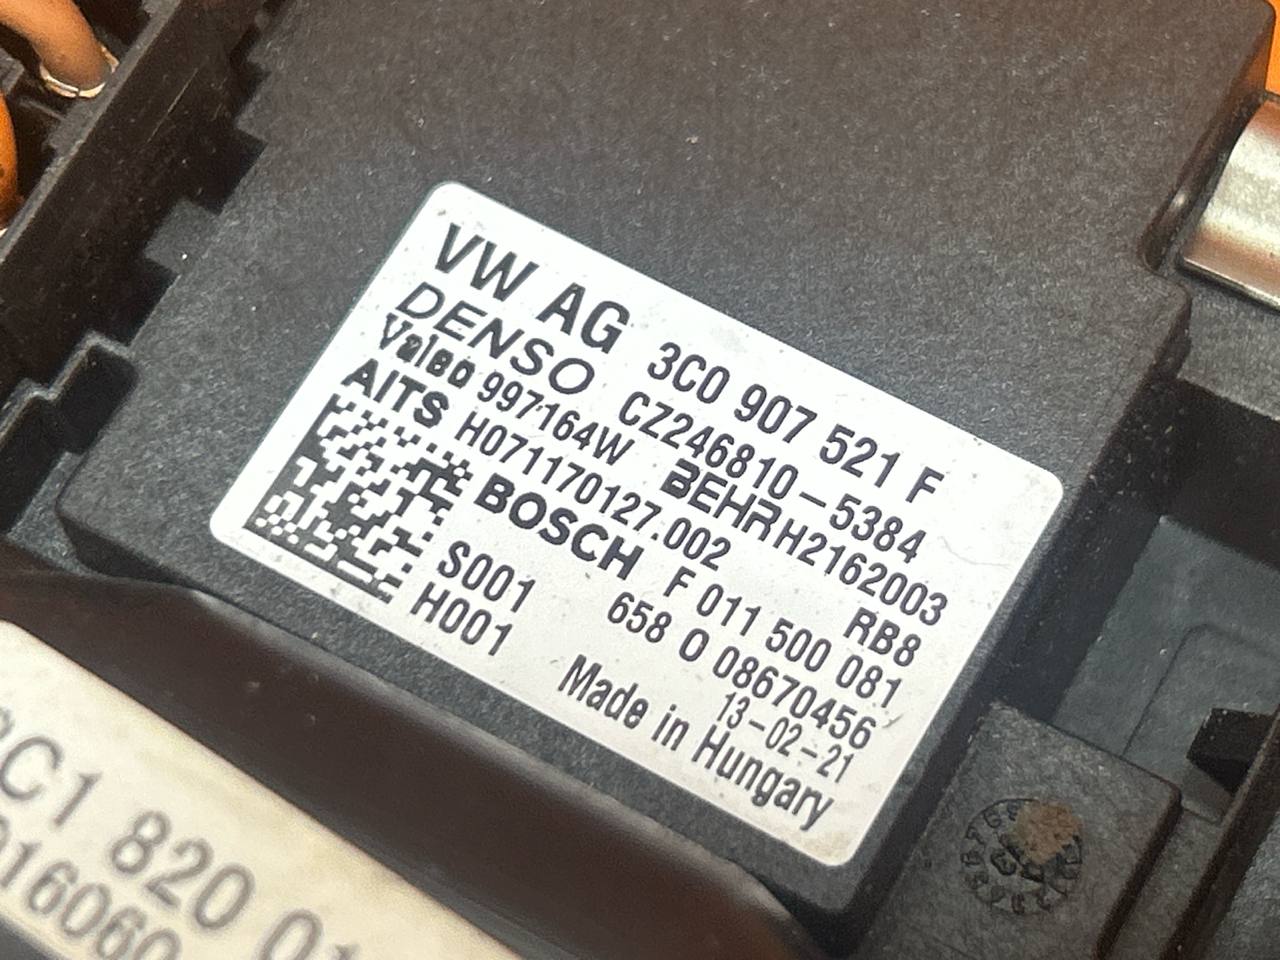 VW AG 3C0 907 521 F
DENSO CZ246810-5384
Valeo 997164W BEHR H2162003
AITS H071170127.002 RB8
BOSCH F 011 500 081
S001 658 0 08670456
H001 13-02-21
Made in Hungary
C1 820 01
16060